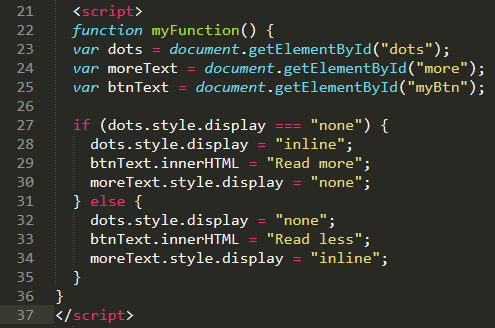 21 <script>
22 function myFunction() {
23 var dots = document.getElementById("dots");
24 var moreText = document.getElementById("more");
25 var btnText = document.getElementById("myBtn");
26
27 if (dots.style.display === "none") {
28 dots.style.display = "inline";
29 btnText.innerHTML = "Read more";
30 moreText.style.display = "none";
31 } else {
32 dots.style.display = "none";
33 btnText.innerHTML = "Read less";
34 moreText.style.display = "inline";
35 }
36 }
37 </script>